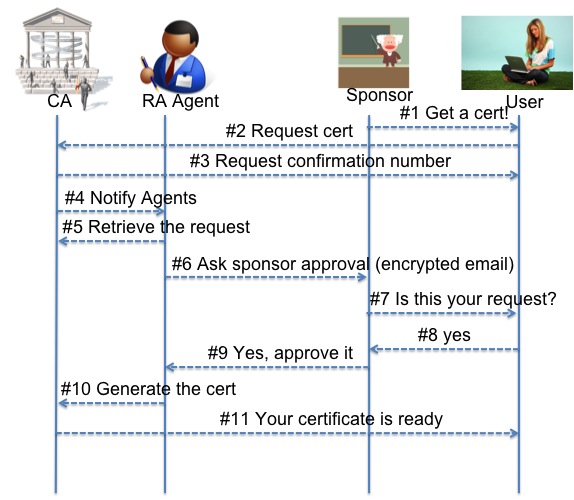 CA
RA Agent
Sponsor
User
#1 Get a cert!
#2 Request cert
#3 Request confirmation number
#4 Notify Agents
#5 Retrieve the request
#6 Ask sponsor approval (encrypted email)
#7 Is this your request?
#8 yes
#9 Yes, approve it
#10 Generate the cert
#11 Your certificate is ready